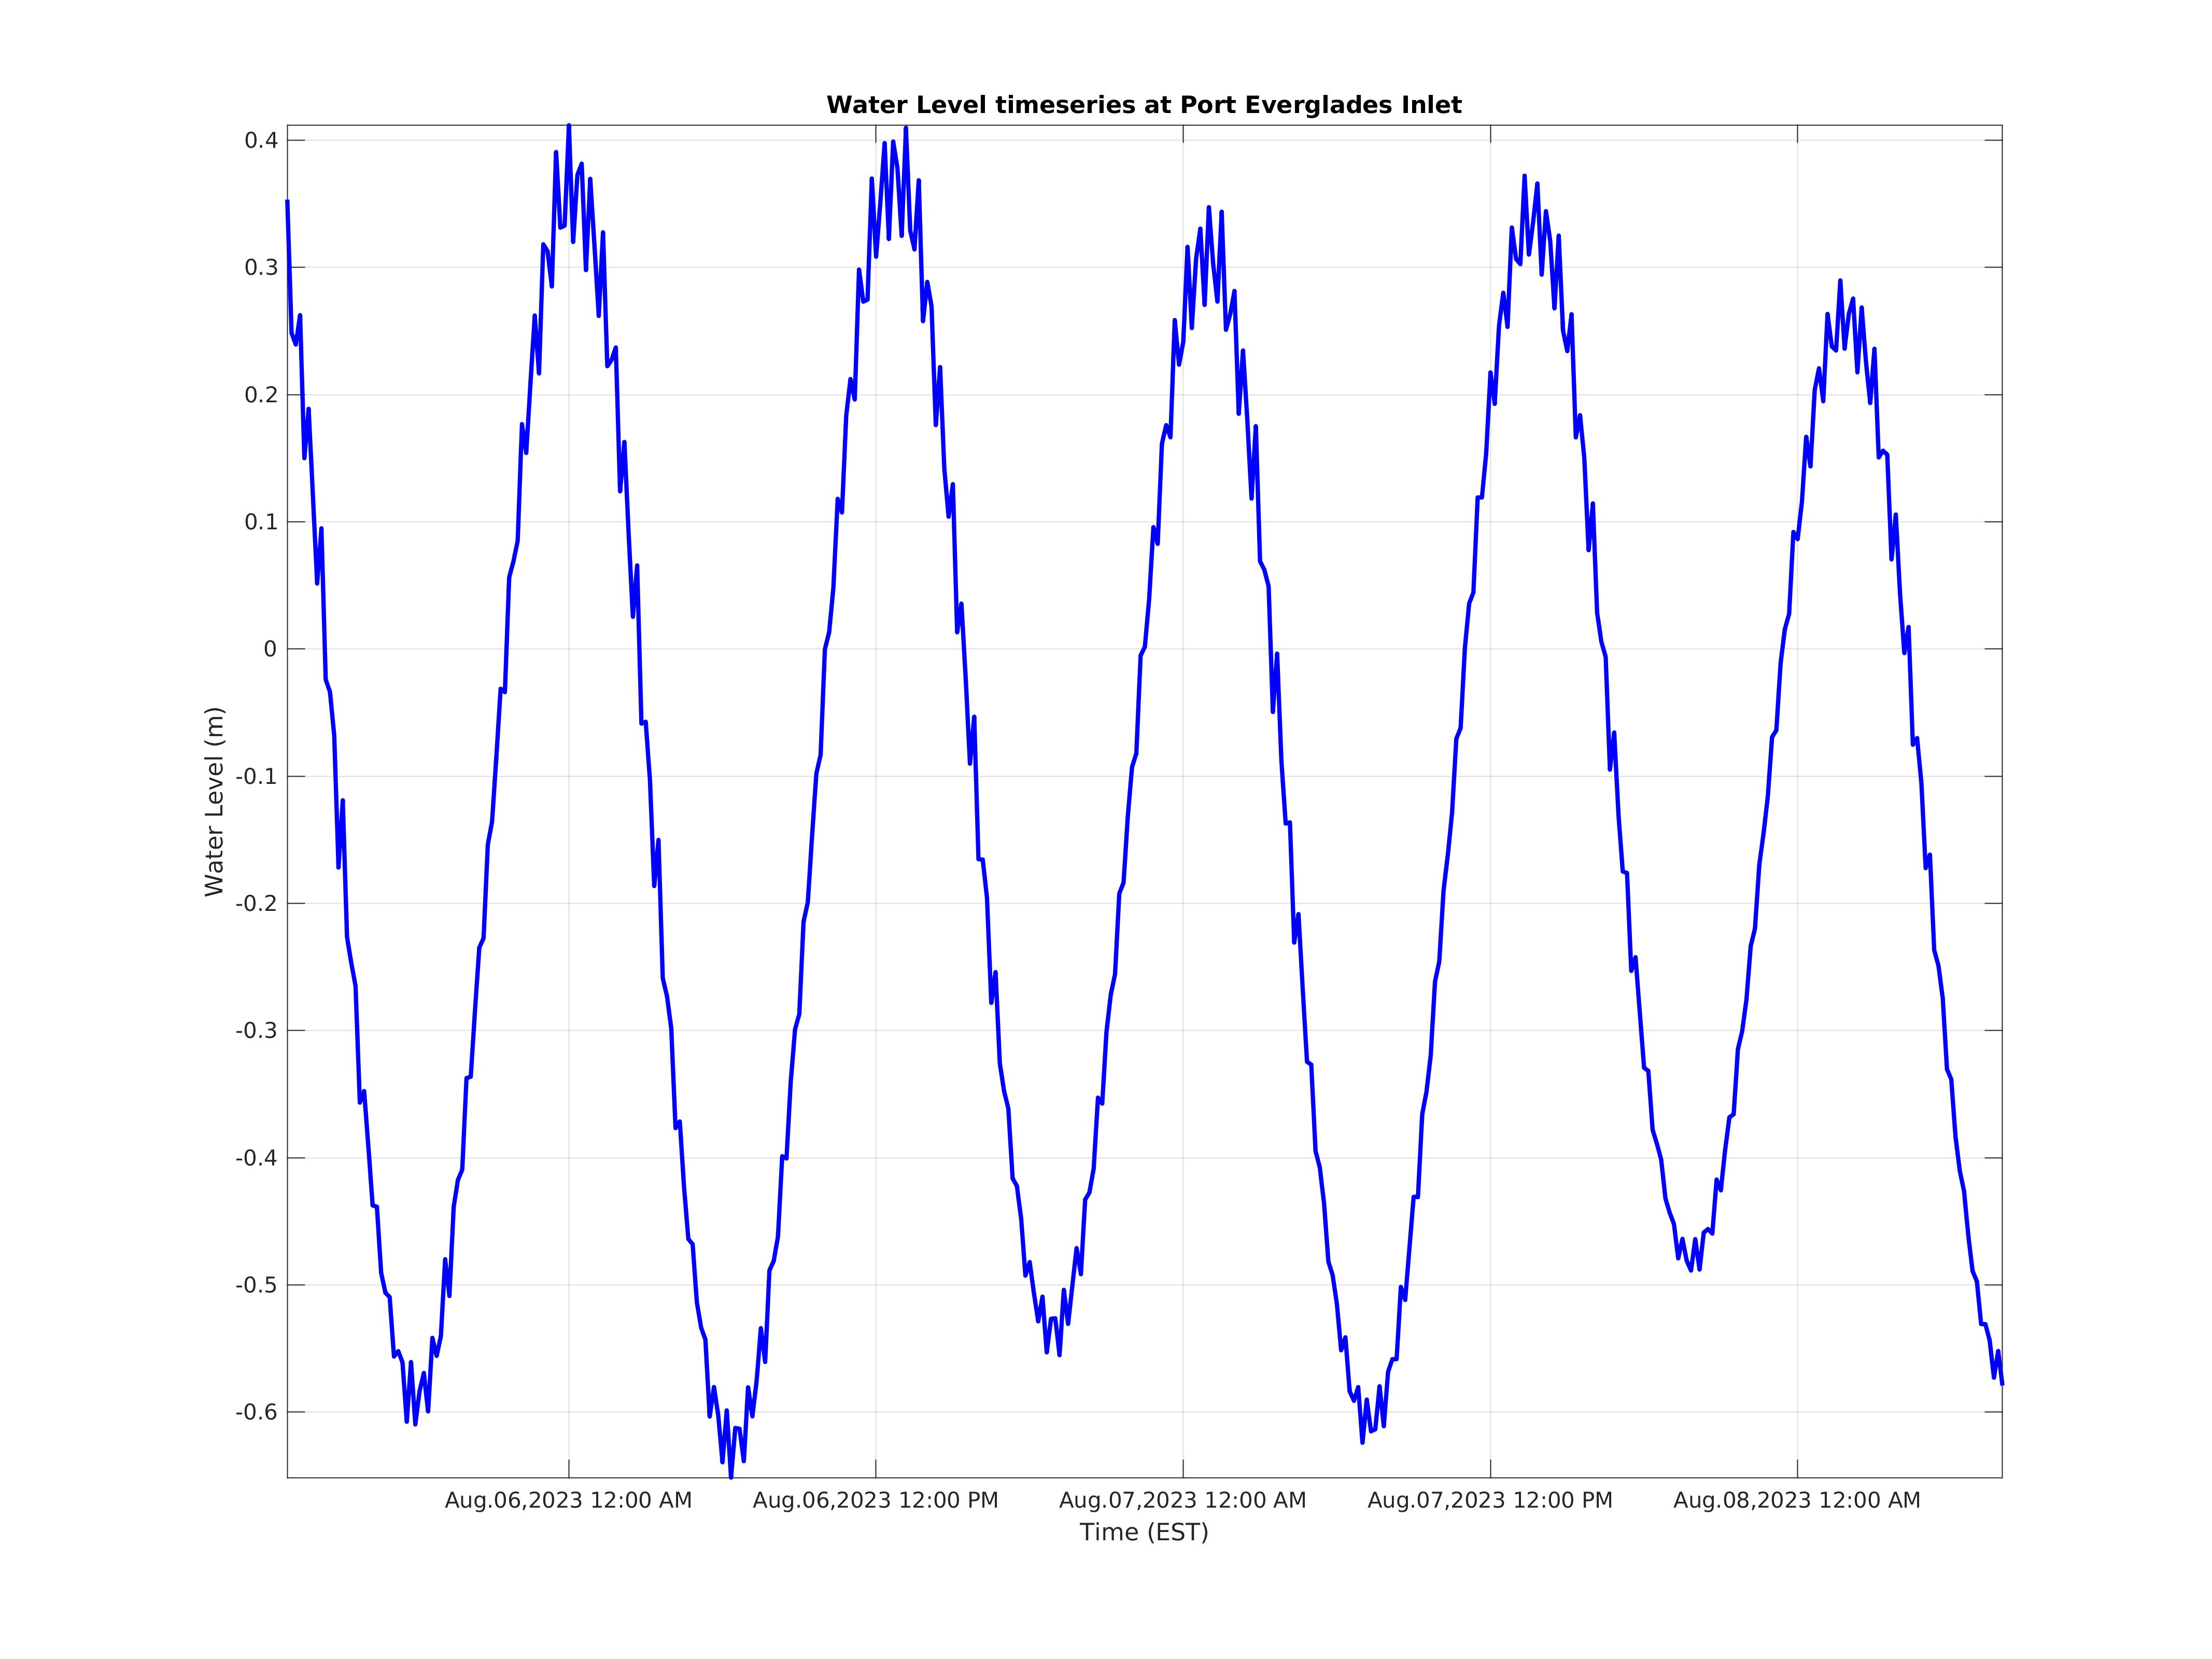 Water Level timeseries at Port Everglades Inlet
0.4
0.3
0.2
0.1
0
-0.1
-0.2
-0.3
-0.4
-0.5
-0.6
Water Level (m)
Aug.06,2023 12:00 AM
Aug.06,2023 12:00 PM
Aug.07,2023 12:00 AM
Aug.07,2023 12:00 PM
Aug.08,2023 12:00 AM
Time (EST)